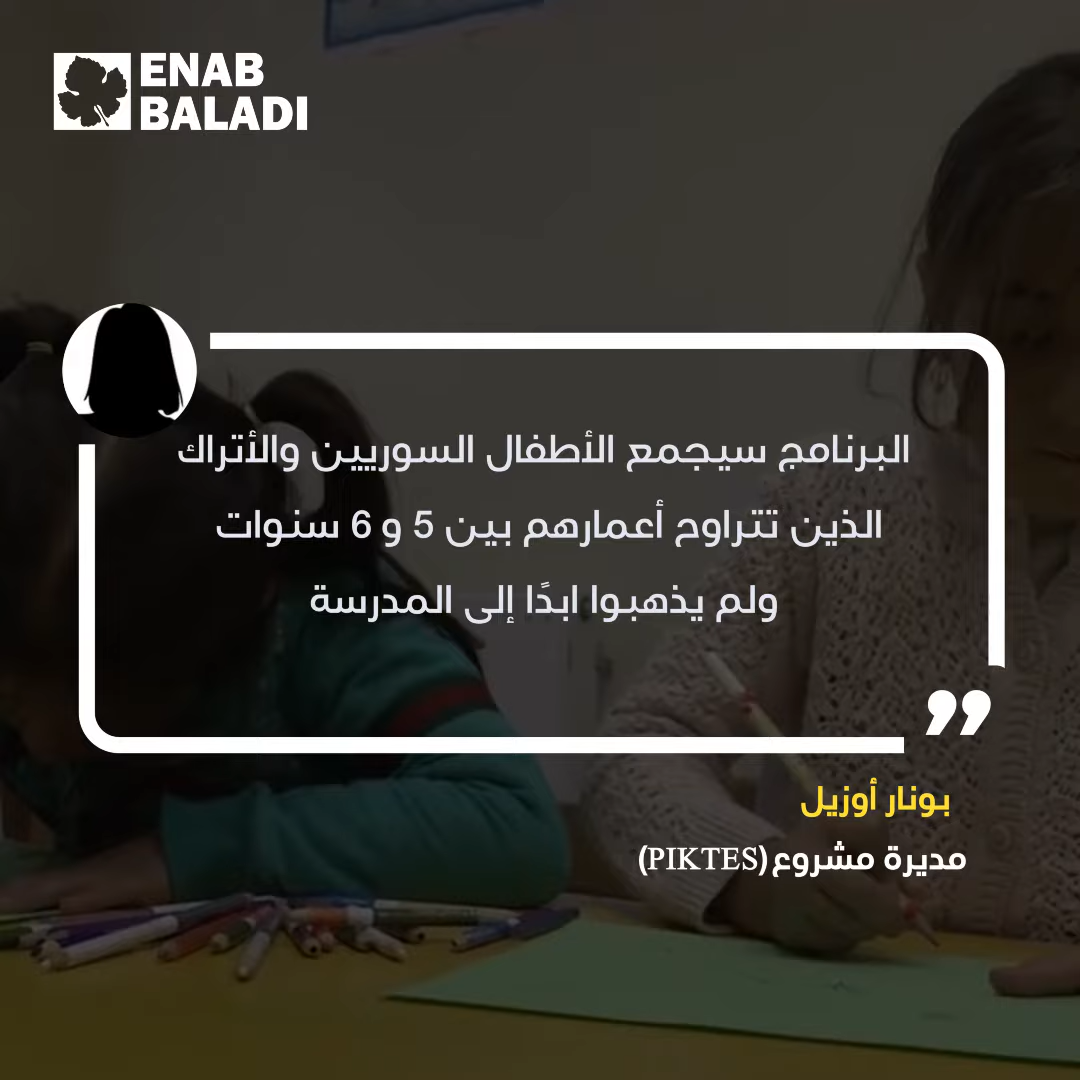 ENAB
BALADI
البرنامج سيجمع الأطفال السوريين والأتراك
الذين تتراوح أعمارهم بين 5 و 6 سنوات
ولم يذهبوا ابدًا إلى المدرسة
”
بونار أوزيل
مديرة مشروع (PIKTES)